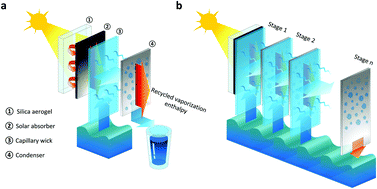 a
①
②
③
④
Recycled vaporization
enthalpy
① Silica aerogel
② Solar absorber
③ Capillary wick
④ Condenser
b
Stage 1
Stage 2
Stage n